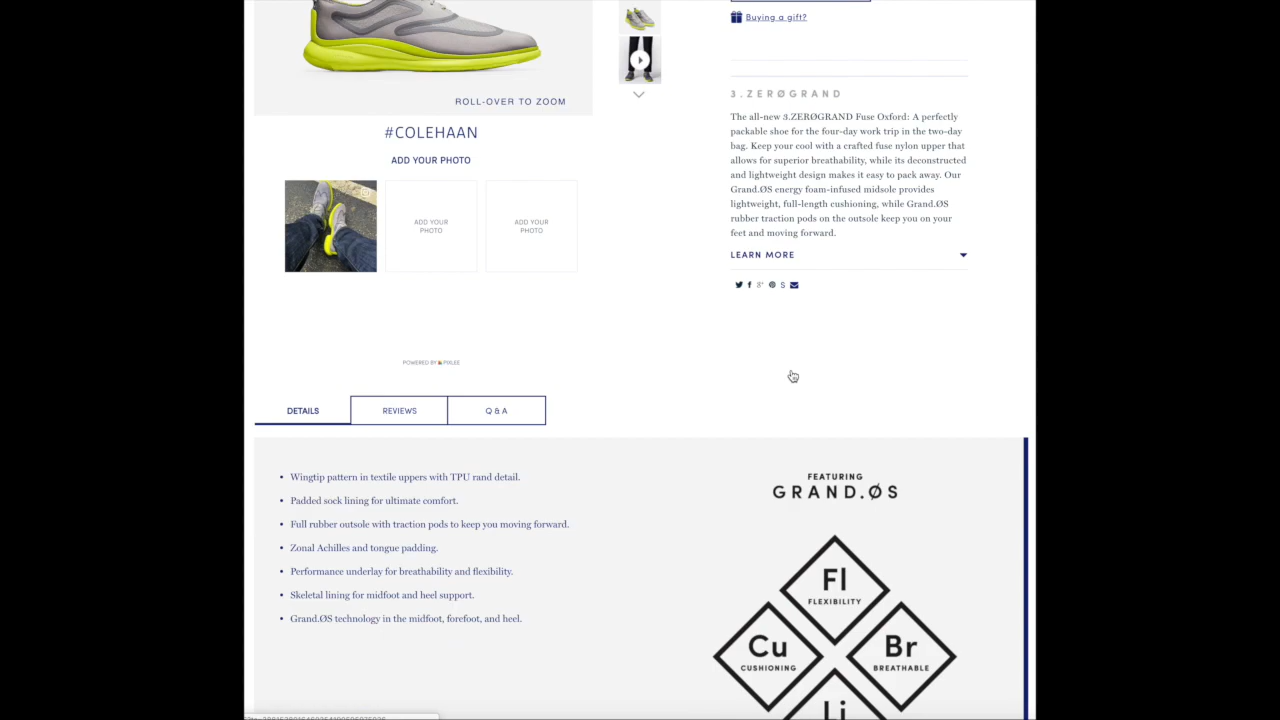 Buying a gift?
ROLL-OVER TO ZOOM
#COLEHAAN
ADD YOUR PHOTO
ADD YOUR
PHOTO
ADD YOUR
PHOTO
POWERED BY PIXLEE
3.ZERØGRAND
The all-new 3.ZERØGRAND Fuse Oxford: A perfectly
packable shoe for the four-day work trip in the two-day
bag. Keep your cool with a crafted fuse nylon upper that
allows for superior breathability, while its deconstructed
and lightweight design makes it easy to pack away. Our
Grand.ØS energy foam-infused midsole provides
lightweight, full-length cushioning, while Grand.ØS
rubber traction pods on the outsole keep you on your
feet and moving forward.
LEARN MORE
DETAILS
REVIEWS
Q & A
• Wingtip pattern in textile uppers with TPU rand detail.
• Padded sock lining for ultimate comfort.
• Full rubber outsole with traction pods to keep you moving forward.
• Zonal Achilles and tongue padding.
• Performance underlay for breathability and flexibility.
• Skeletal lining for midfoot and heel support.
• Grand.ØS technology in the midfoot, forefoot, and heel.
FEATURING
GRAND.ØS
Fl
FLEXIBILITY
Cu
CUSHIONING
Br
BREATHABLE
Li